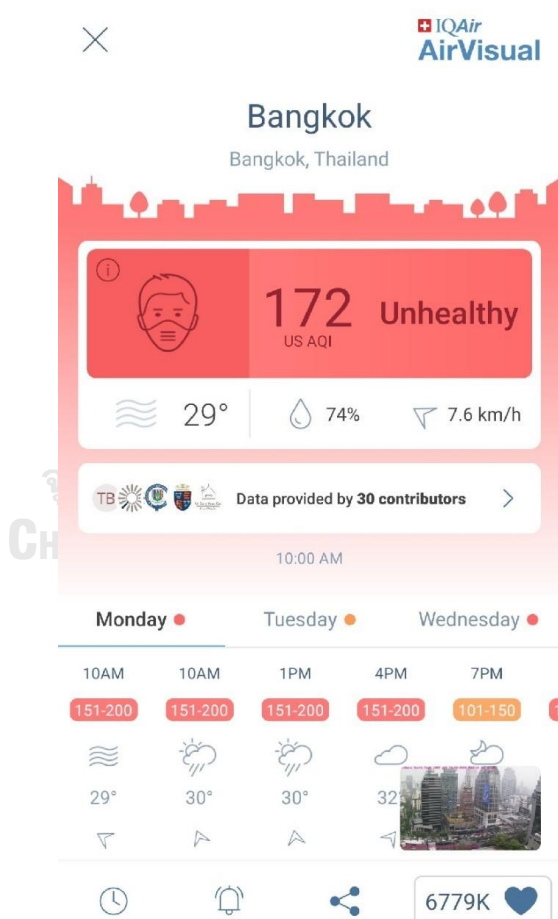 IQAir
AirVisual
Bangkok
Bangkok, Thailand
172 Unhealthy
US AQI
29° 74% 7.6 km/h
TB Data provided by 30 contributors
10:00 AM
Monday Tuesday Wednesday
10AM 10AM 1PM 4PM 7PM
151-200 151-200 151-200 151-200 101-150
29° 30° 30° 32
6779K